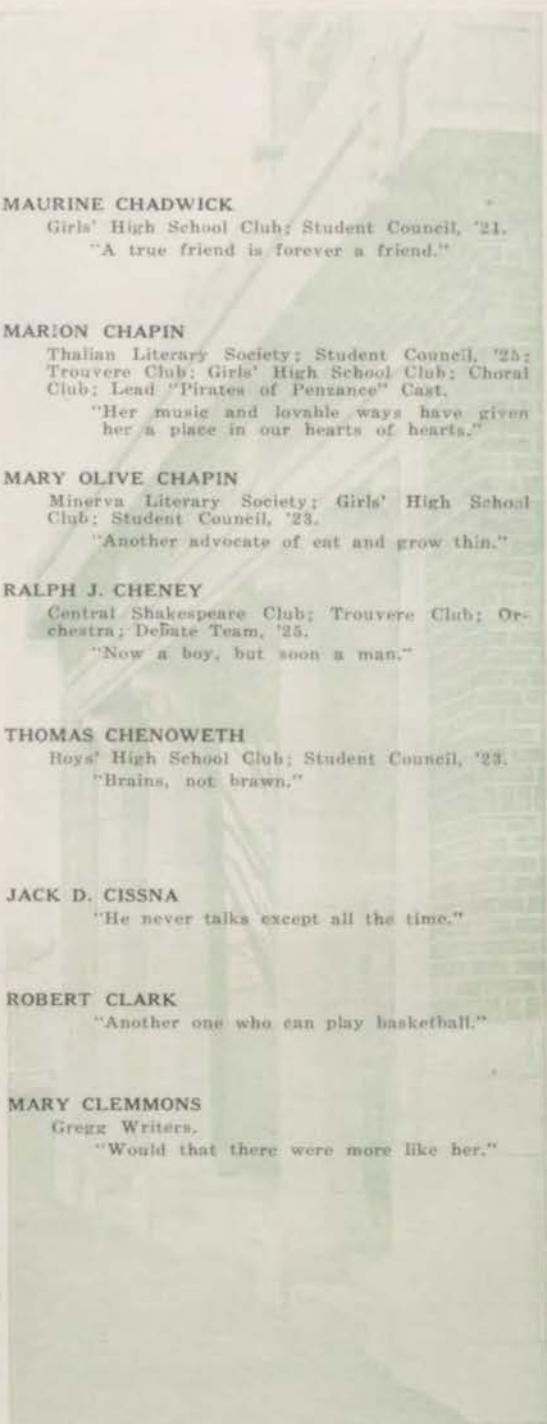 MAURINE CHADWICK
Girls' High School Club; Student Council, '21.
"A true friend is forever a friend."
MARION CHAPIN
Thalian Literary Society; Student Council, '25;
Trouvere Club; Girls' High School Club; Choral
Club; Lead "Pirates of Penzance" Cast.
"Her music and lovable ways have given
her a place in our hearts of hearts."
MARY OLIVE CHAPIN
Minerva Literary Society; Girls' High School
Club; Student Council, '23.
"Another advocate of eat and grow thin."
RALPH J. CHENEY
Central Shakespeare Club; Trouvere Club; Or-
chestra; Debate Team, '25.
"Now a boy, but soon a man."
THOMAS CHENOWETH
Boys' High School Club; Student Council, '23.
"Brains, not brawn."
JACK D. CISSNA
"He never talks except all the time."
ROBERT CLARK
"Another one who can play basketball."
MARY CLEMMONS
Gregg Writers.
"Would that there were more like her."